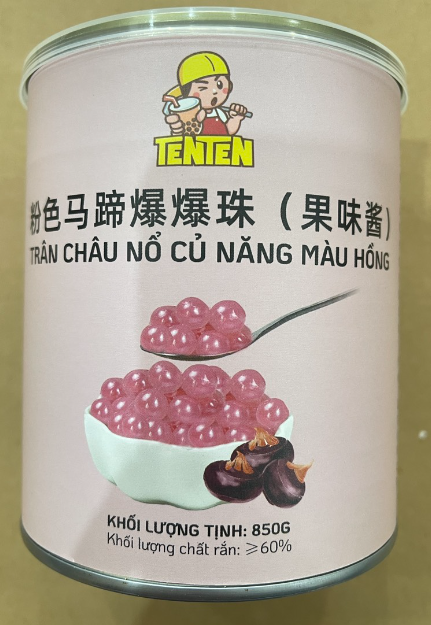 TENTEN
粉色马蹄爆爆珠（果味酱）
TRÂN CHÂU NỔ CỦ NĂNG MÀU HỒNG
KHỐI LƯỢNG TỊNH: 850G
Khối lượng chất rắn: ≥60%